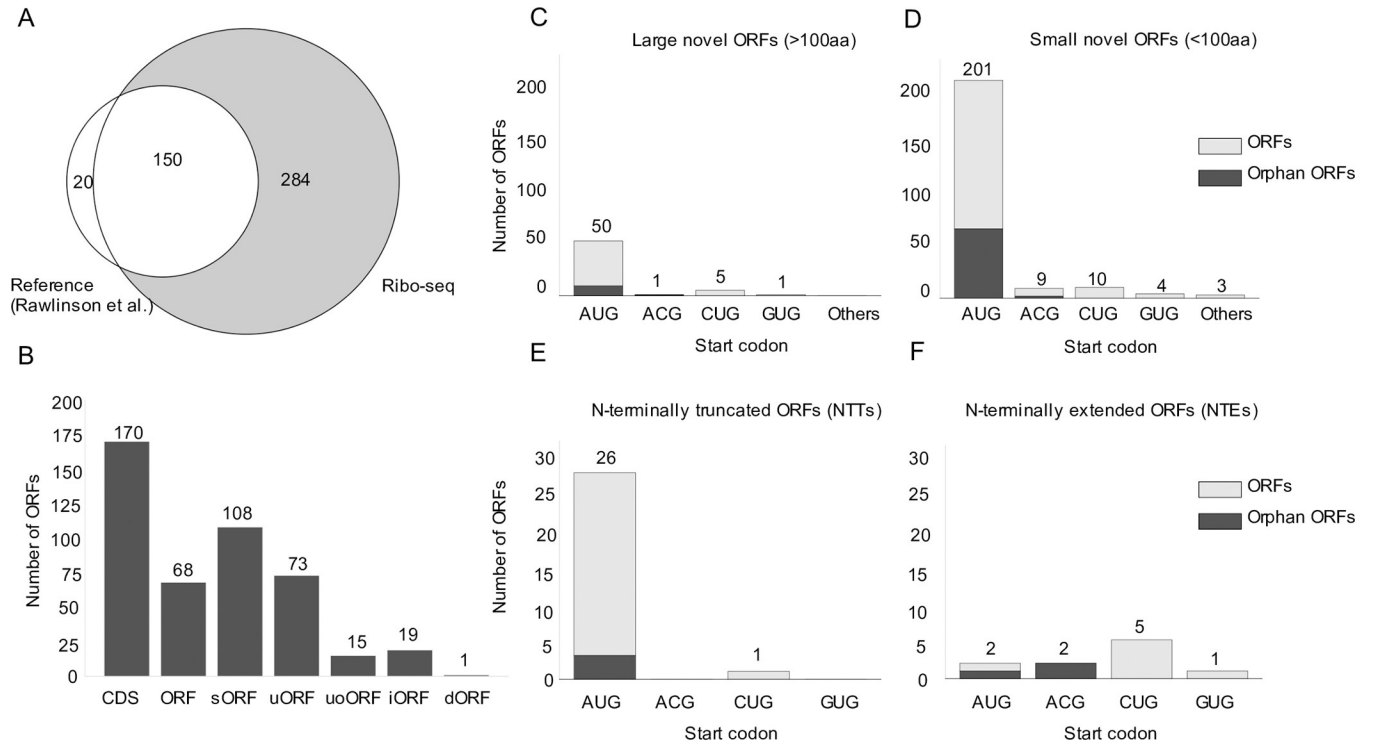 A
20
150
284
Reference
(Rawlinson et al.)
Ribo-seq
B
Number of ORFs
200
175
150
125
100
75
50
25
0
170
68
108
73
15
19
1
CDS ORF sORF uORF uoORF iORF dORF
C
Large novel ORFs (>100aa)
Number of ORFs
200
150
100
50
0
50
1
5
1
AUG ACG CUG GUG Others
Start codon
D
Small novel ORFs (<100aa)
200
150
100
50
0
201
9
10
4
3
AUG ACG CUG GUG Others
Start codon
ORFs
Orphan ORFs
E
N-terminally truncated ORFs (NTTs)
Number of ORFs
30
25
20
15
10
5
0
26
1
AUG ACG CUG GUG
Start codon
F
N-terminally extended ORFs (NTEs)
30
25
20
15
10
5
0
2
2
5
1
AUG ACG CUG GUG
Start codon
ORFs
Orphan ORFs